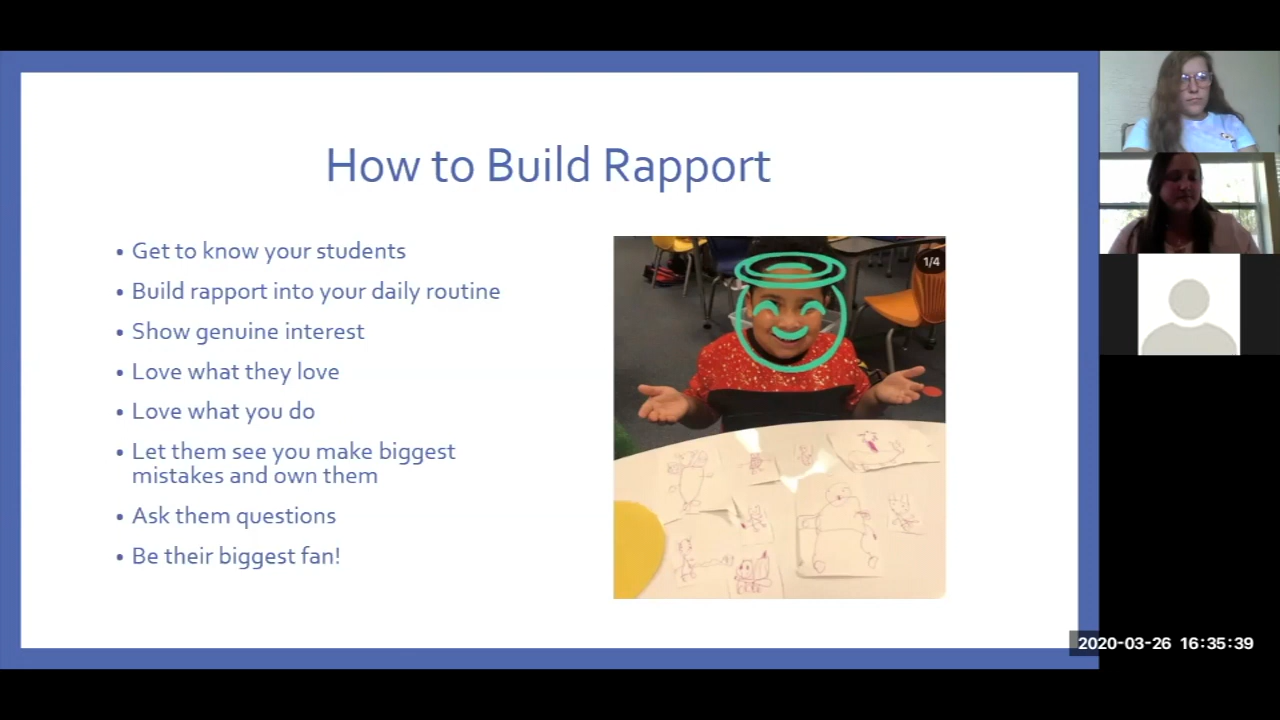 How to Build Rapport
• Get to know your students
• Build rapport into your daily routine
• Show genuine interest
• Love what they love
• Love what you do
• Let them see you make biggest
mistakes and own them
• Ask them questions
• Be their biggest fan!
1/4
2020-03-26 16:35:39